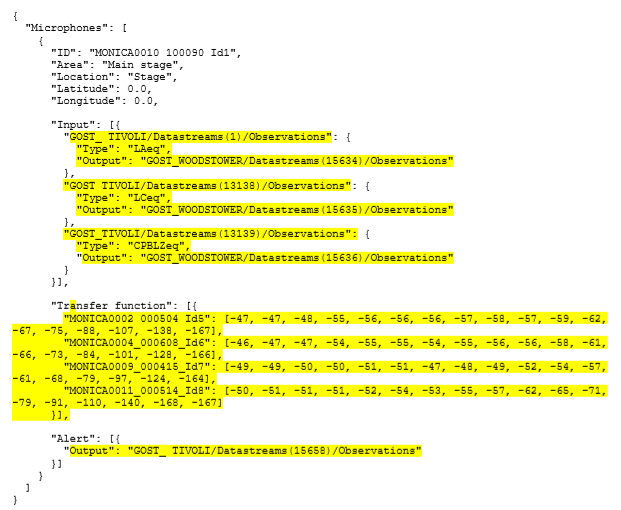 {
  "Microphones": [
    {
      "ID": "MONICA0010 100090 Id1",
      "Area": "Main stage",
      "Location": "Stage",
      "Latitude": 0.0,
      "Longitude": 0.0,

      "Input": [{
        "GOST_ TIVOLI/Datastreams(1)/Observations": {
          "Type": "LAeq",
          "Output": "GOST_WOODSTOWER/Datastreams(15634)/Observations"
        },
        "GOST TIVOLI/Datastreams(13138)/Observations": {
          "Type": "LCeq",
          "Output": "GOST_WOODSTOWER/Datastreams(15635)/Observations"
        },
        "GOST_TIVOLI/Datastreams(13139)/Observations": {
          "Type": "CPBLZeq",
          "Output": "GOST_WOODSTOWER/Datastreams(15636)/Observations"
        }
      }],

      "Transfer function": [{
        "MONICA0002 000504 Id5": [-47, -47, -48, -55, -56, -56, -56, -57, -58, -57, -59, -62,
-67, -75, -88, -107, -138, -167],
        "MONICA0004_000608_Id6": [-46, -47, -47, -54, -55, -55, -54, -55, -56, -56, -58, -61,
-66, -73, -84, -101, -128, -166],
        "MONICA0009_000415_Id7": [-49, -49, -50, -50, -51, -51, -47, -48, -49, -52, -54, -57,
-61, -68, -79, -97, -124, -164],
        "MONICA0011_000514_Id8": [-50, -51, -51, -51, -52, -54, -53, -55, -57, -62, -65, -71,
-79, -91, -110, -140, -168, -167]
      }],

      "Alert": [{
        "Output": "GOST_ TIVOLI/Datastreams(15658)/Observations"
      }]
    }
  ]
}